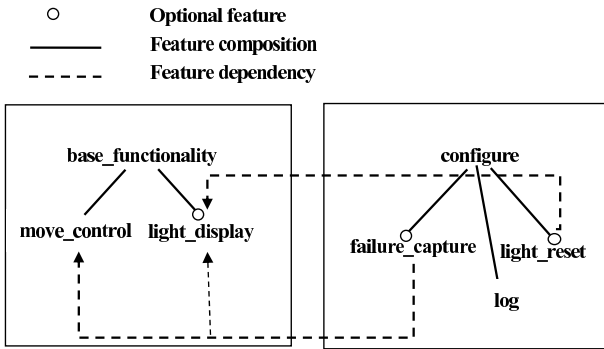 Optional feature
Feature composition
Feature dependency
base_functionality
configure
move_control
light_display
failure_capture
light_reset
log